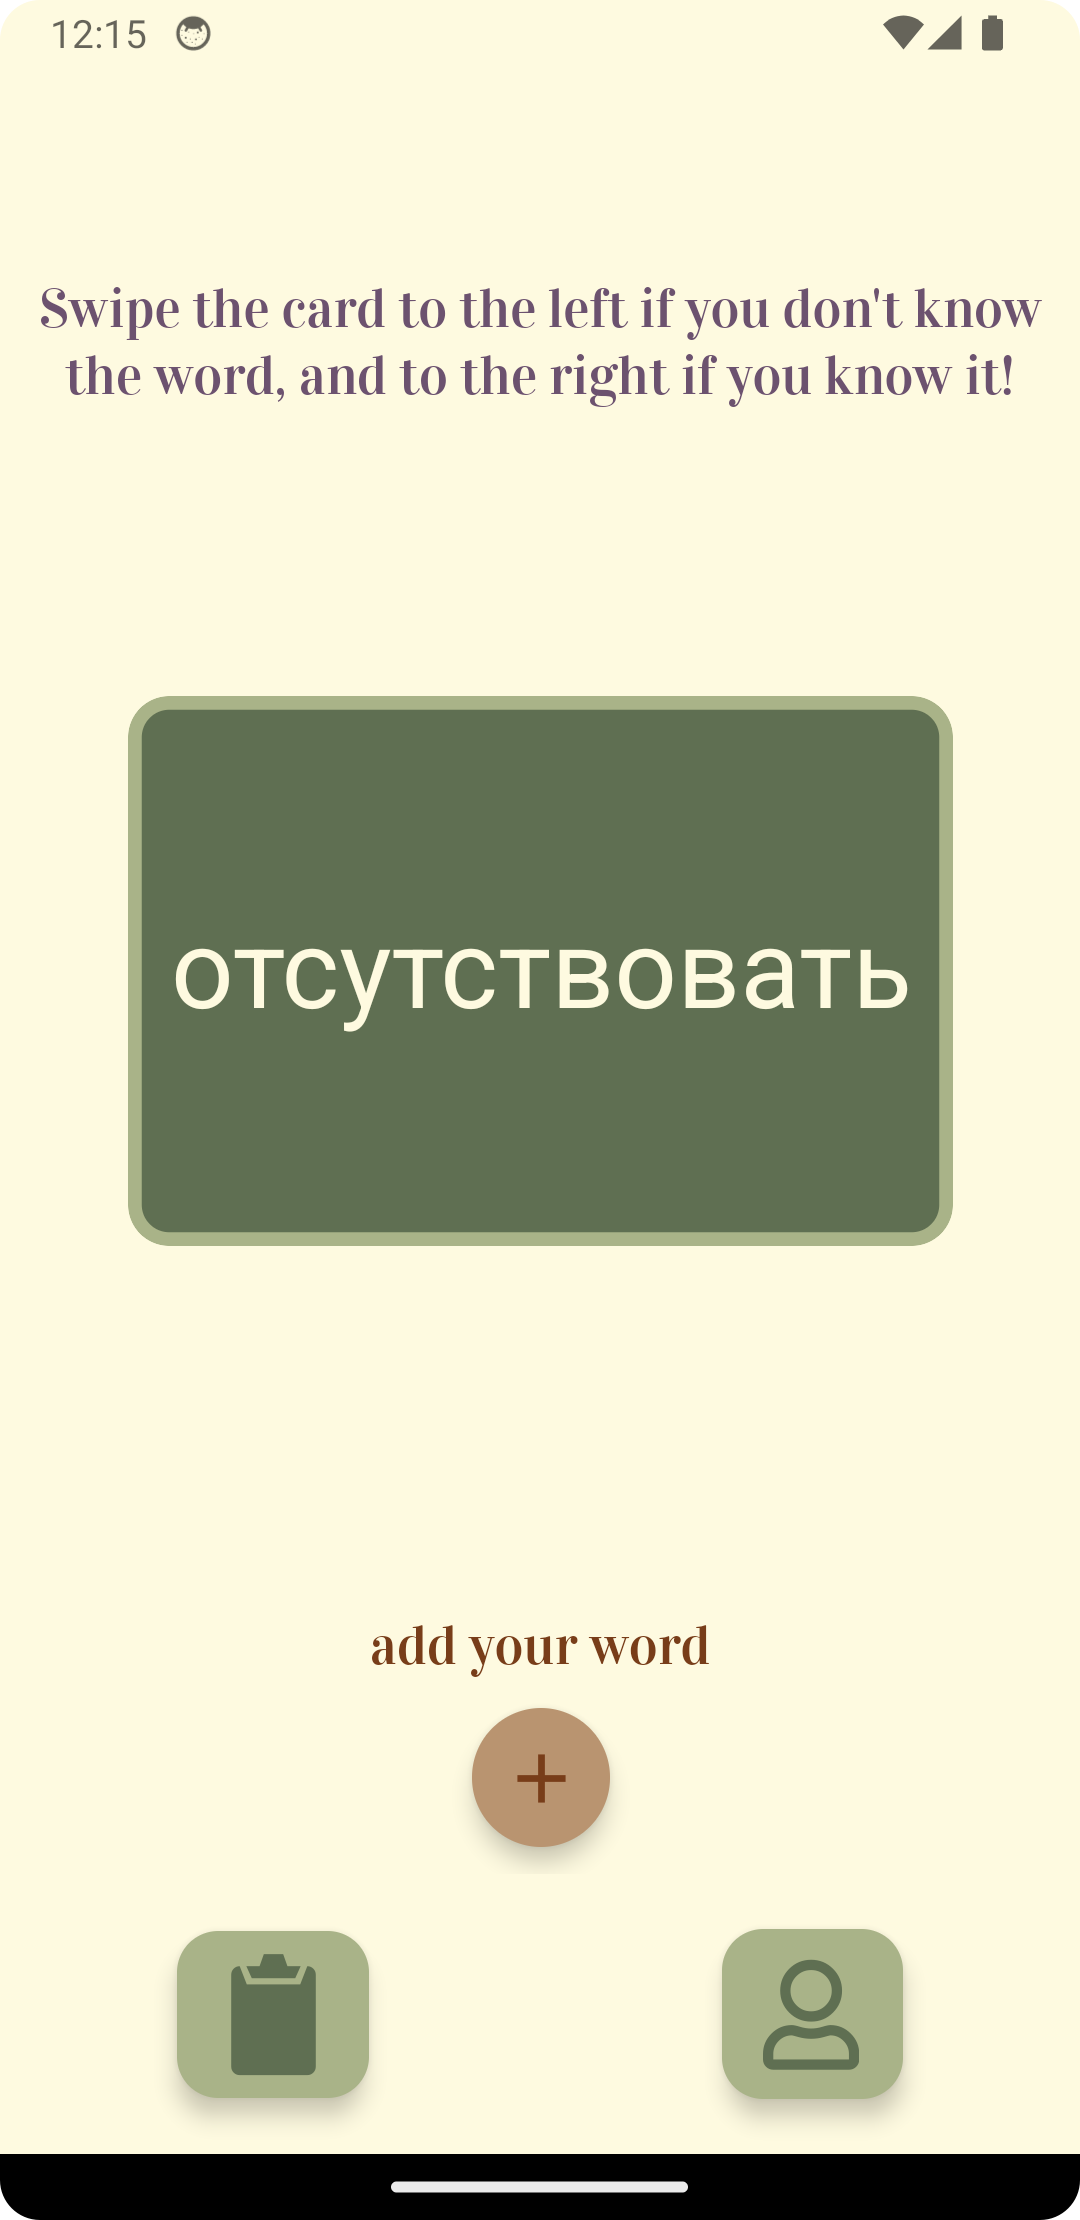 12:15
Swipe the card to the left if you don't know
the word, and to the right if you know it!
отсутствовать
add your word